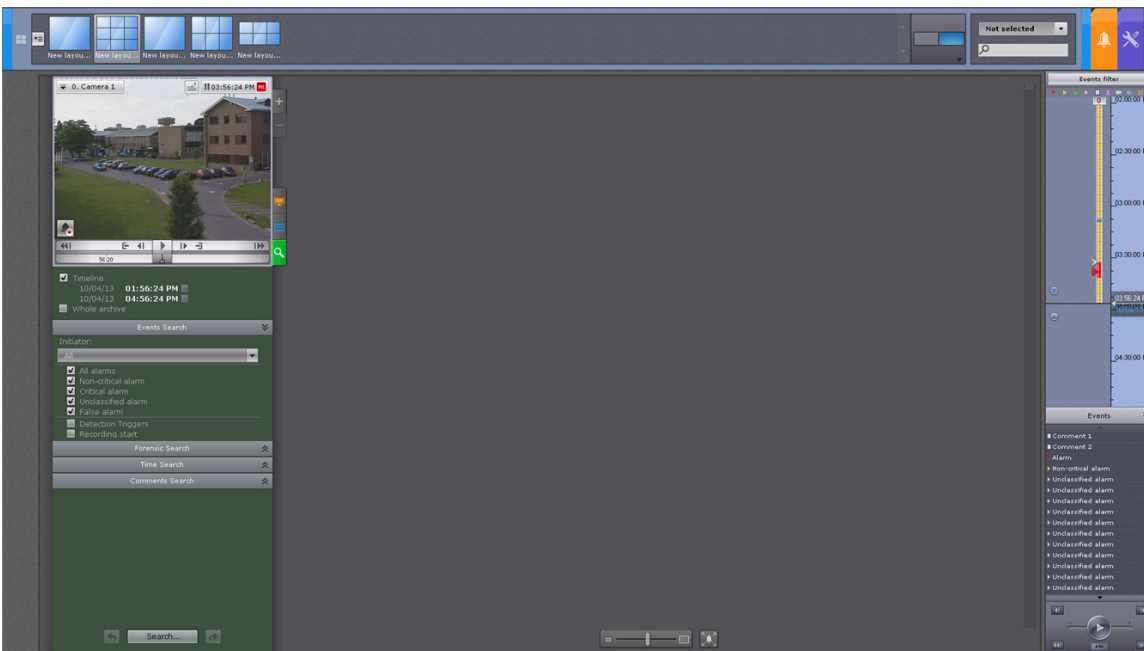 New layou... New layou... New layou... New layou... New layou...
Not selected
0. Camera 1
03:56:24 PM
56:20
Timeline
10/04/13 01:56:24 PM
10/04/13 04:56:24 PM
Whole archive
Events Search
Initiator:
All
All alarms
Non-critical alarm
Critical alarm
Unclassified alarm
False alarm
Detection Triggers
Recording start
Forensic Search
Time Search
Comments Search
Search...
Events filter
0
02:00:00
02:30:00
03:00:00
03:30:00
03:56:24
04:30:00
Events
Comment 1
Comment 2
Alarm
Non-critical alarm
Unclassified alarm
Unclassified alarm
Unclassified alarm
Unclassified alarm
Unclassified alarm
Unclassified alarm
Unclassified alarm
Unclassified alarm
Unclassified alarm
Unclassified alarm
Unclassified alarm